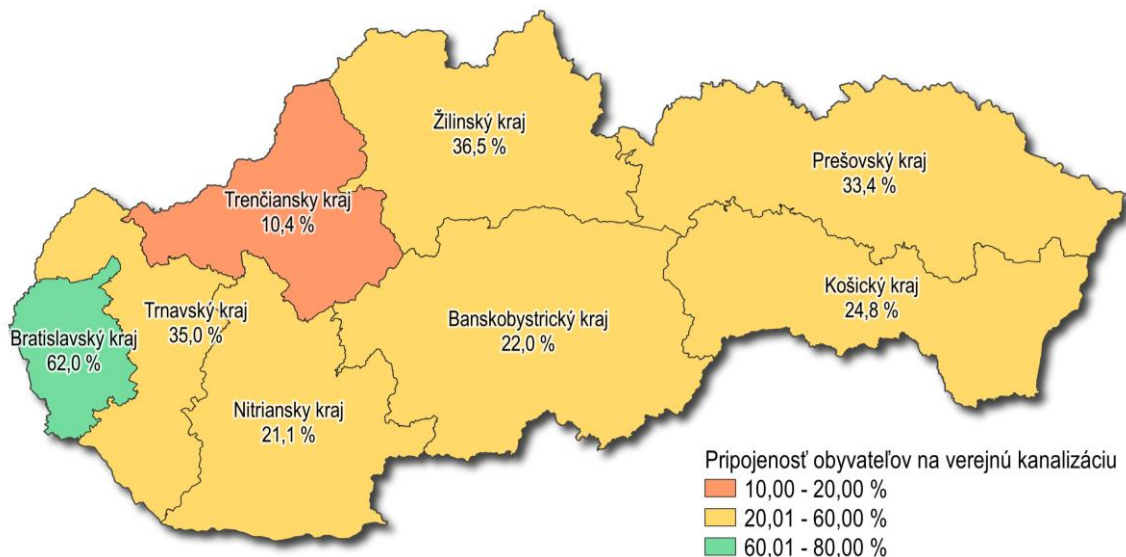 Žilinský kraj
36,5 %
Prešovský kraj
33,4 %
Trenčiansky kraj
10,4 %
Košický kraj
24,8 %
Trnavský kraj
35,0 %
Banskobystrický kraj
22,0 %
Bratislavský kraj
62,0 %
Nitriansky kraj
21,1 %
Pripojenosť obyvateľov na verejnú kanalizáciu
10,00 - 20,00 %
20,01 - 60,00 %
60,01 - 80,00 %